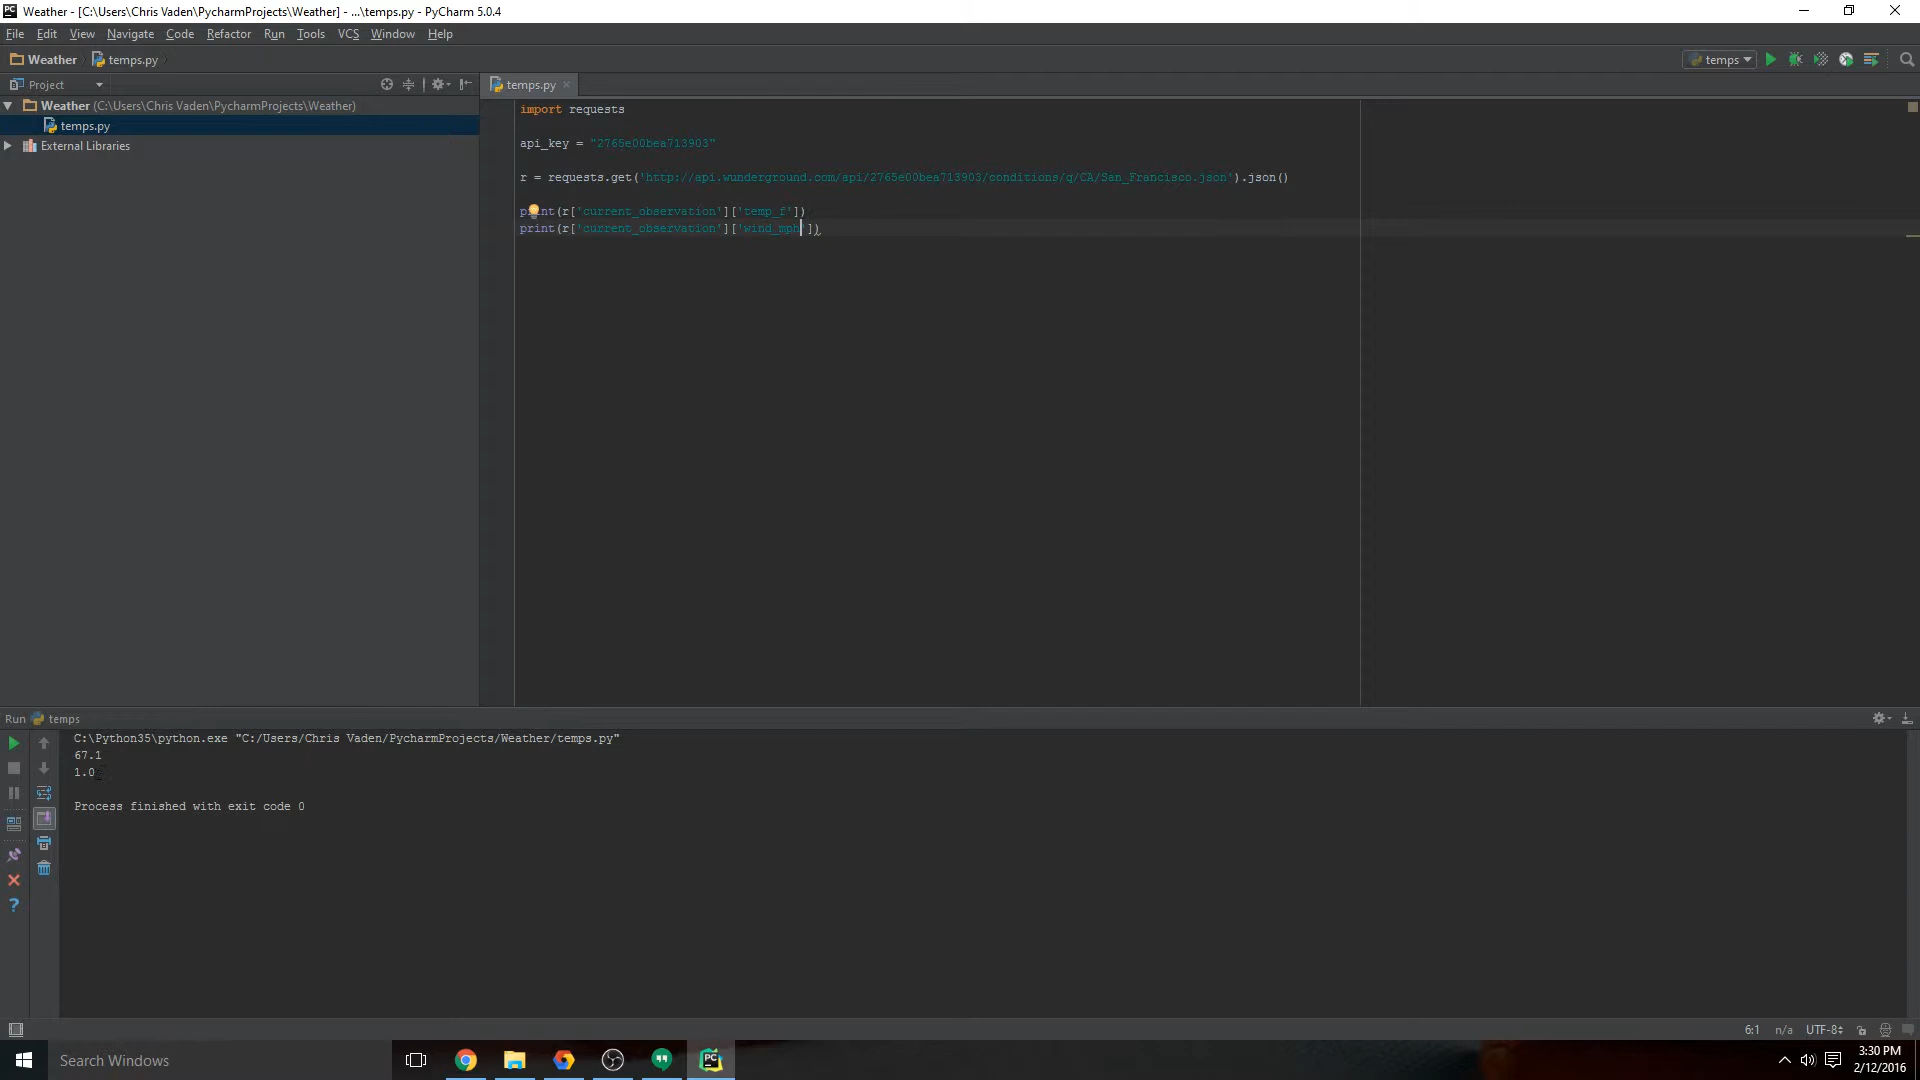 Weather - [C:\Users\Chris Vaden\PycharmProjects\Weather] - ...\temps.py - PyCharm 5.0.4
File Edit View Navigate Code Refactor Run Tools VCS Window Help
Weather temps.py temps
Project temps.py
Weather (C:\Users\Chris Vaden\PycharmProjects\Weather)
temps.py
External Libraries
import requests
api_key = "2765e00bea713903"
r = requests.get('http://api.wunderground.com/api/2765e00bea713903/conditions/q/CA/San_Francisco.json').json()
print(r['current_observation']['temp_f'])
print(r['current_observation']['wind_mph'])
Run temps
C:\Python35\python.exe "C:/Users/Chris Vaden/PycharmProjects/Weather/temps.py"
67.1
1.0
Process finished with exit code 0
6:1 n/a UTF-8
Search Windows
3:30 PM
2/12/2016